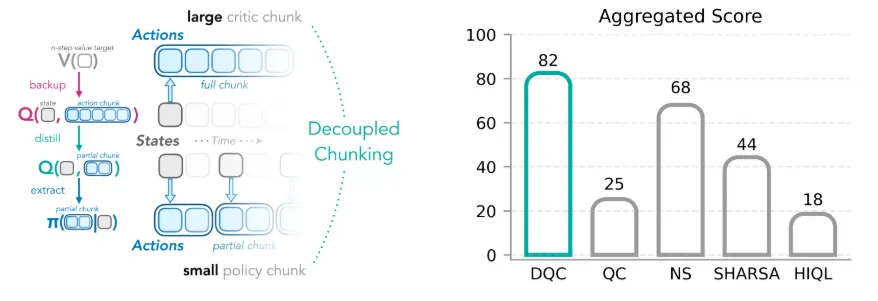 large critic chunk
Actions
full chunk
n-step value target
V( )
backup
state
action chunk
Q( , )
distill
partial chunk
Q( , )
extract
partial chunk
π( | )
States
Time
Decoupled
Chunking
Actions
partial chunk
small policy chunk
Aggregated Score
100
80
60
40
20
0
82
25
68
44
18
DQC
QC
NS
SHARSA
HIQL